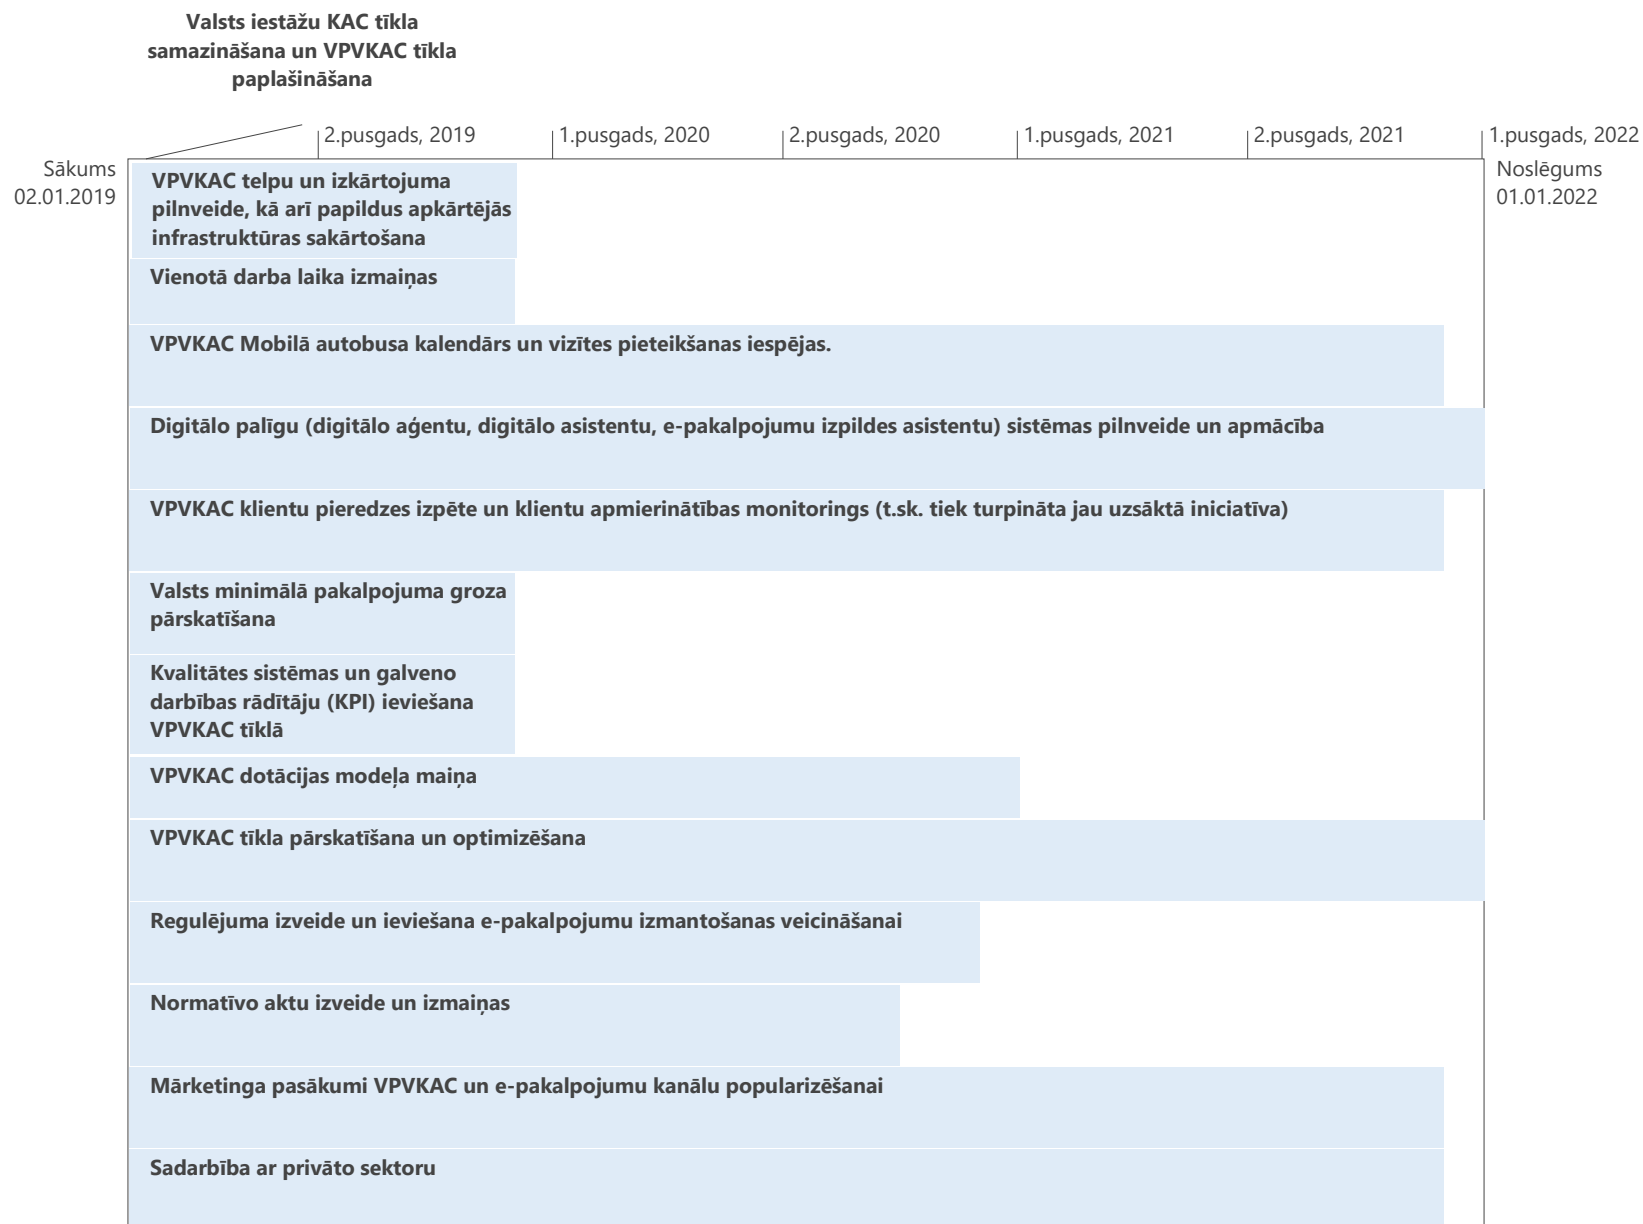 Valsts iestāžu KAC tīkla
samazināšana un VPVKAC tīkla
paplašināšana
2.pusgads, 2019
1.pusgads, 2020
2.pusgads, 2020
1.pusgads, 2021
2.pusgads, 2021
1.pusgads, 2022
Sākums
02.01.2019
Noslēgums
01.01.2022
VPVKAC telpu un izkārtojuma
pilnveide, kā arī papildus apkārtējās
infrastruktūras sakārtošana
Vienotā darba laika izmaiņas
VPVKAC Mobilā autobusa kalendārs un vizītes pieteikšanas iespējas.
Digitālo palīgu (digitālo aģentu, digitālo asistentu, e-pakalpojumu izpildes asistentu) sistēmas pilnveide un apmācība
VPVKAC klientu pieredzes izpēte un klientu apmierinātības monitorings (t.sk. tiek turpināta jau uzsāktā iniciatīva)
Valsts minimālā pakalpojuma groza
pārskatīšana
Kvalitātes sistēmas un galveno
darbības rādītāju (KPI) ieviešana
VPVKAC tīklā
VPVKAC dotācijas modeļa maiņa
VPVKAC tīkla pārskatīšana un optimizēšana
Regulējuma izveide un ieviešana e-pakalpojumu izmantošanas veicināšanai
Normatīvo aktu izveide un izmaiņas
Mārketinga pasākumi VPVKAC un e-pakalpojumu kanālu popularizēšanai
Sadarbība ar privāto sektoru